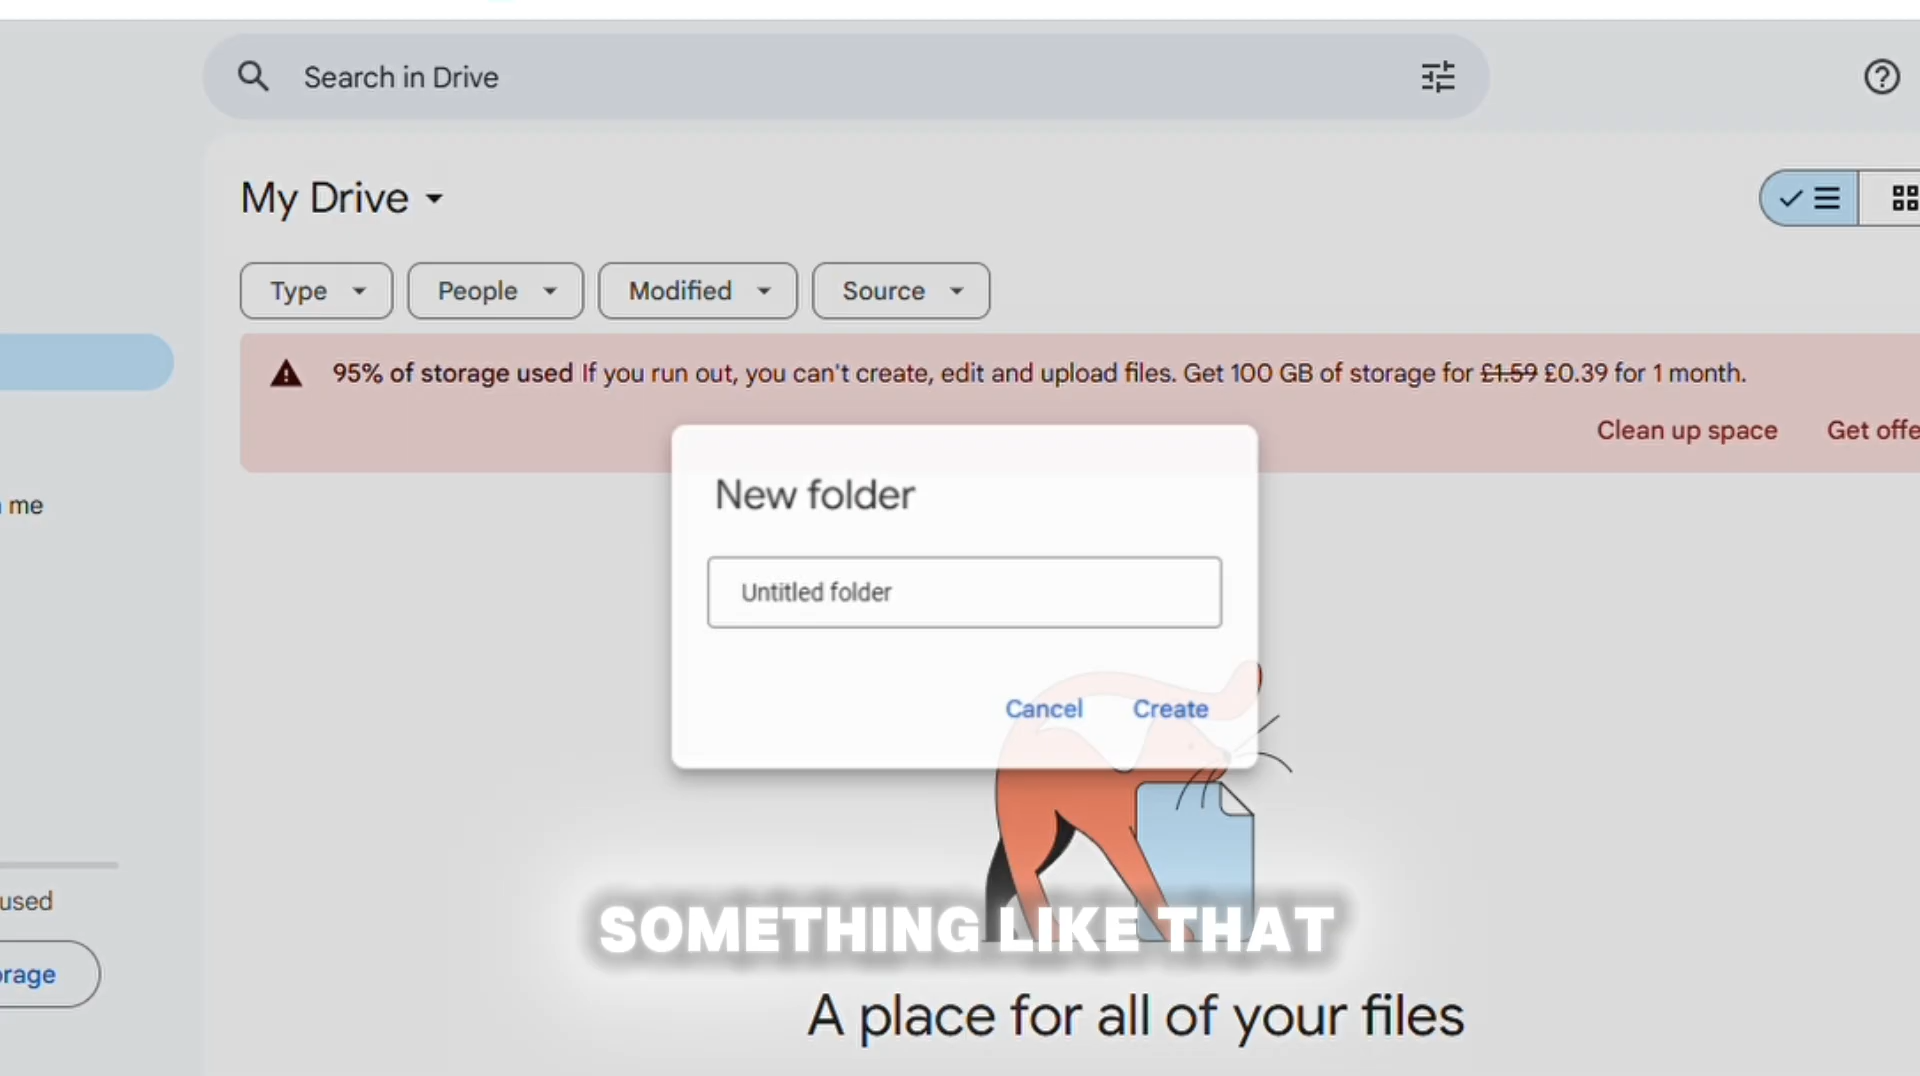 Search in Drive
My Drive
Type People Modified Source
95% of storage used If you run out, you can't create, edit and upload files. Get 100 GB of storage for £1.59 £0.39 for 1 month.
Clean up space Get offe
New folder
me
Untitled folder
Cancel Create
used
SOMETHING LIKE THAT
orage
A place for all of your files